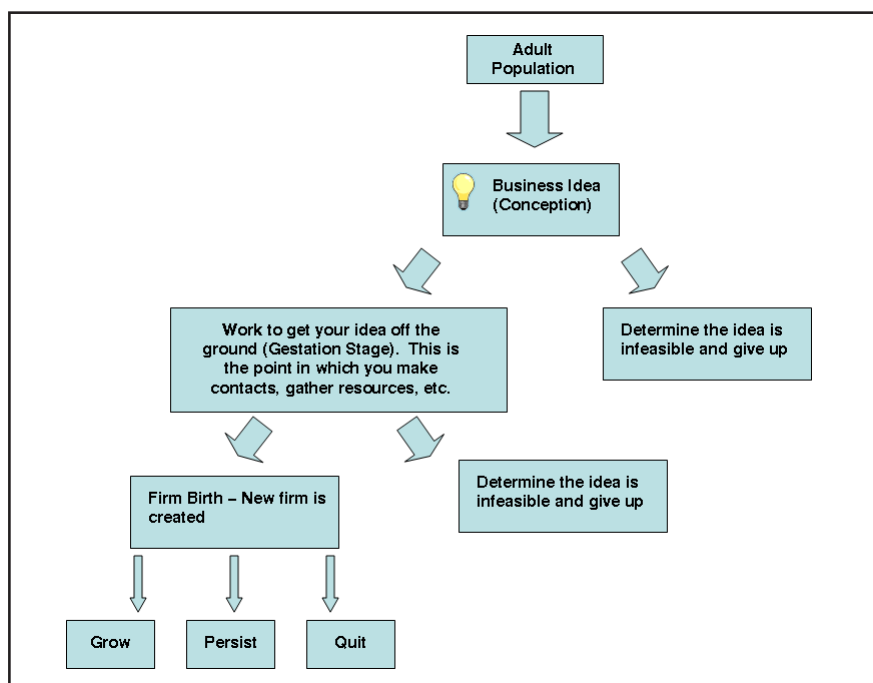 Adult
Population
Business Idea
(Conception)
Work to get your idea off the
ground (Gestation Stage).  This is
the point in which you make
contacts, gather resources, etc.
Determine the idea is
infeasible and give up
Firm Birth – New firm is
created
Determine the idea is
infeasible and give up
Grow
Persist
Quit